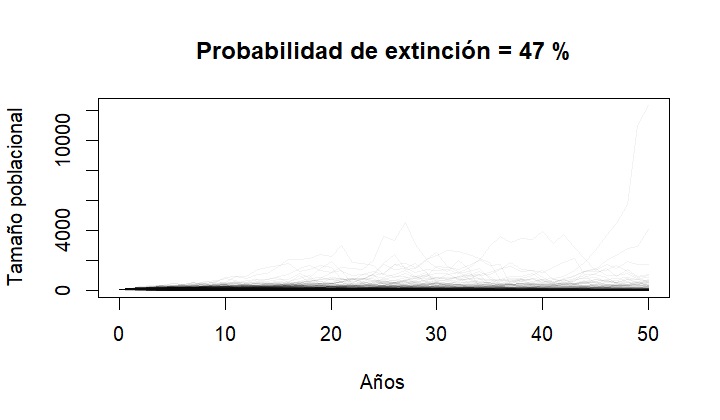 Probabilidad de extinción = 47 %
Tamaño poblacional
10000
4000
0
0 10 20 30 40 50
Años